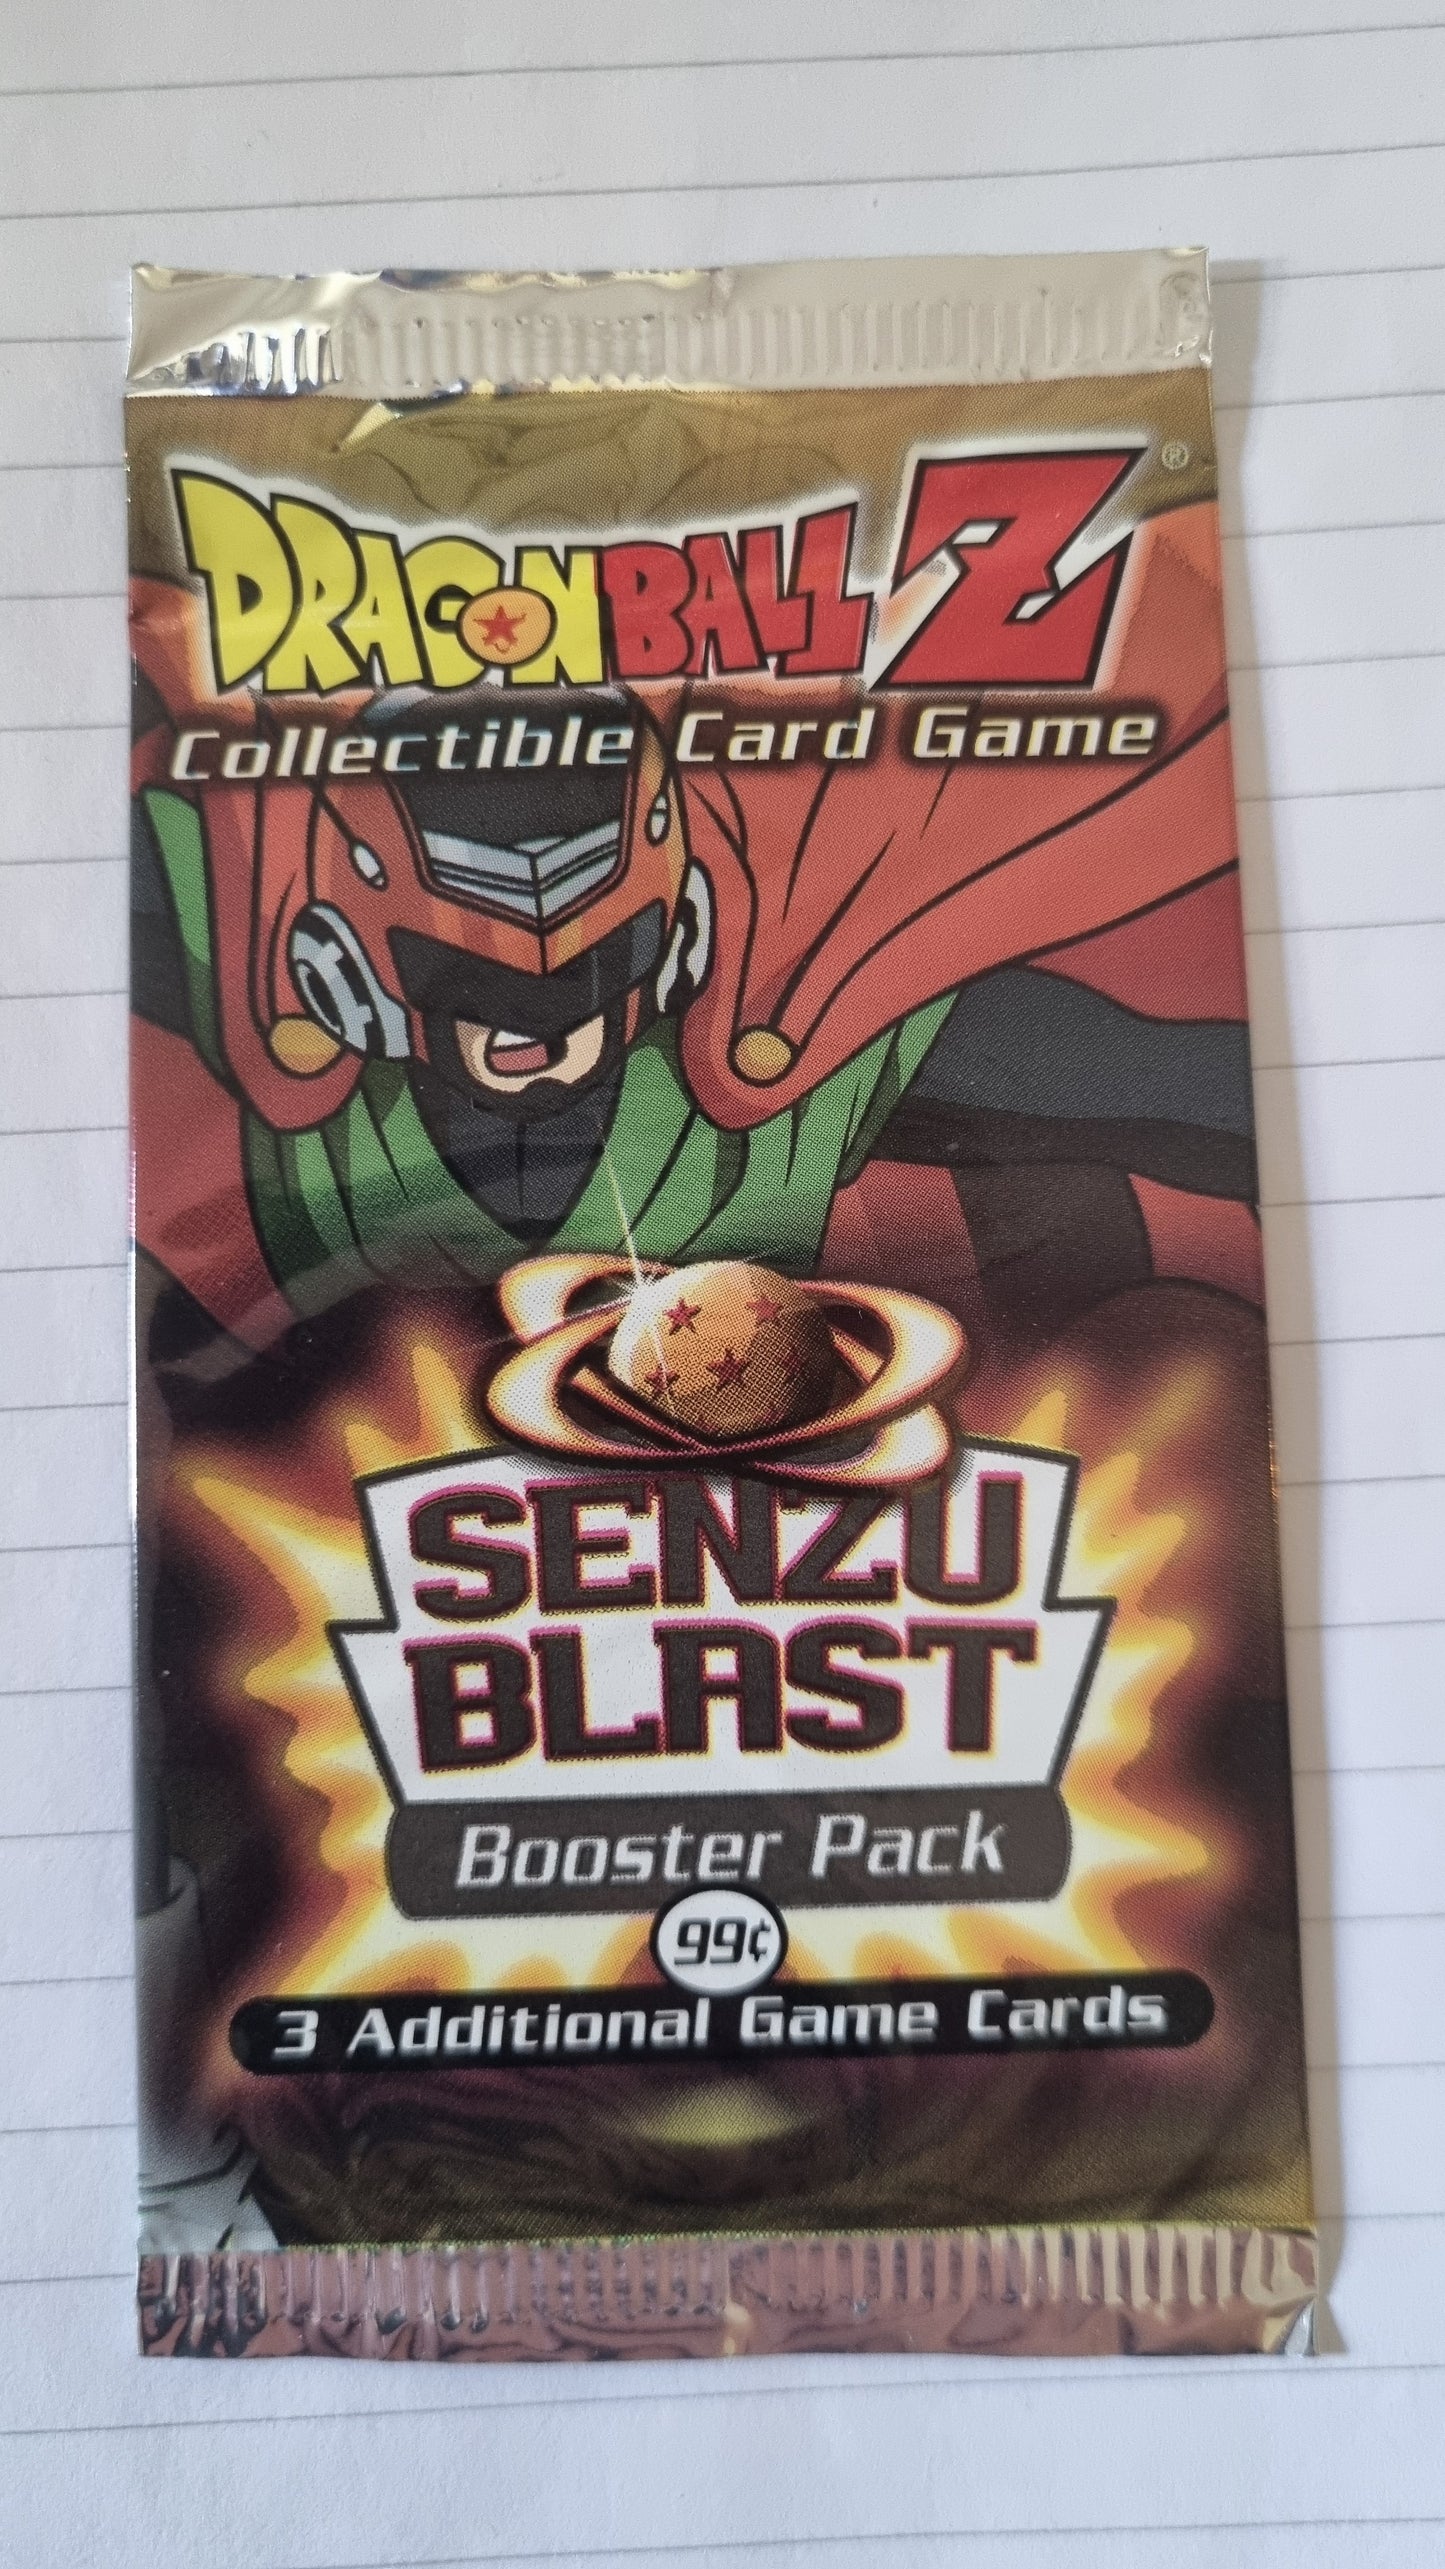 DRAGONBALL Z®
Collectible Card Game
SENZU
BLAST
Booster Pack
99¢
3 Additional Game Cards